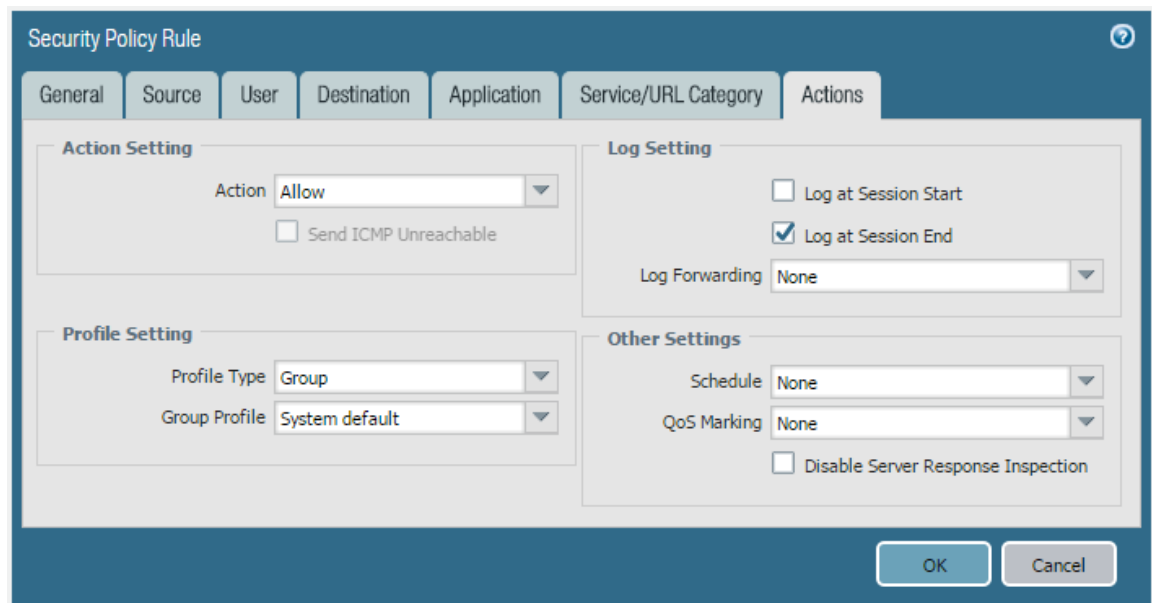 Security Policy Rule
General Source User Destination Application Service/URL Category Actions
Action Setting
Action Allow
Send ICMP Unreachable
Log Setting
Log at Session Start
Log at Session End
Log Forwarding None
Profile Setting
Profile Type Group
Group Profile System default
Other Settings
Schedule None
QoS Marking None
Disable Server Response Inspection
OK Cancel